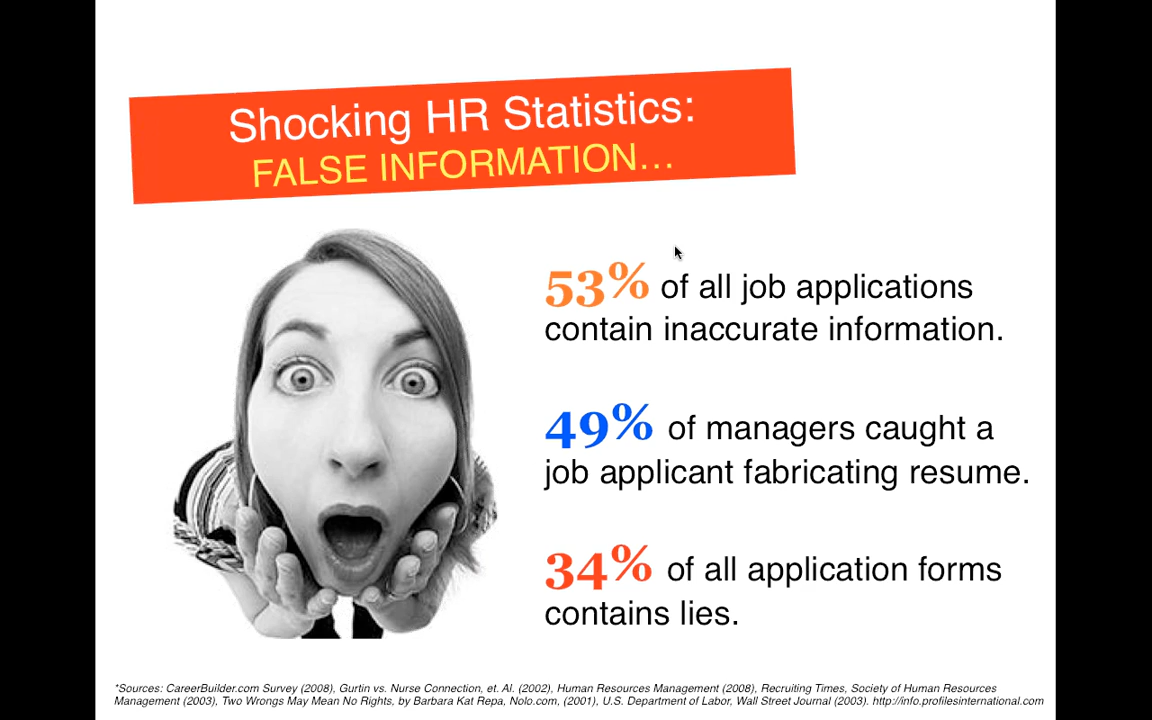 Shocking HR Statistics:
FALSE INFORMATION...
53% of all job applications
contain inaccurate information.
49% of managers caught a
job applicant fabricating resume.
34% of all application forms
contains lies.
*Sources: CareerBuilder.com Survey (2008), Gurtin vs. Nurse Connection, et. Al. (2002), Human Resources Management (2008), Recruiting Times, Society of Human Resources
Management (2003), Two Wrongs May Mean No Rights, by Barbara Kat Repa, Nolo.com, (2001), U.S. Department of Labor, Wall Street Journal (2003). http://info.profilesinternational.com